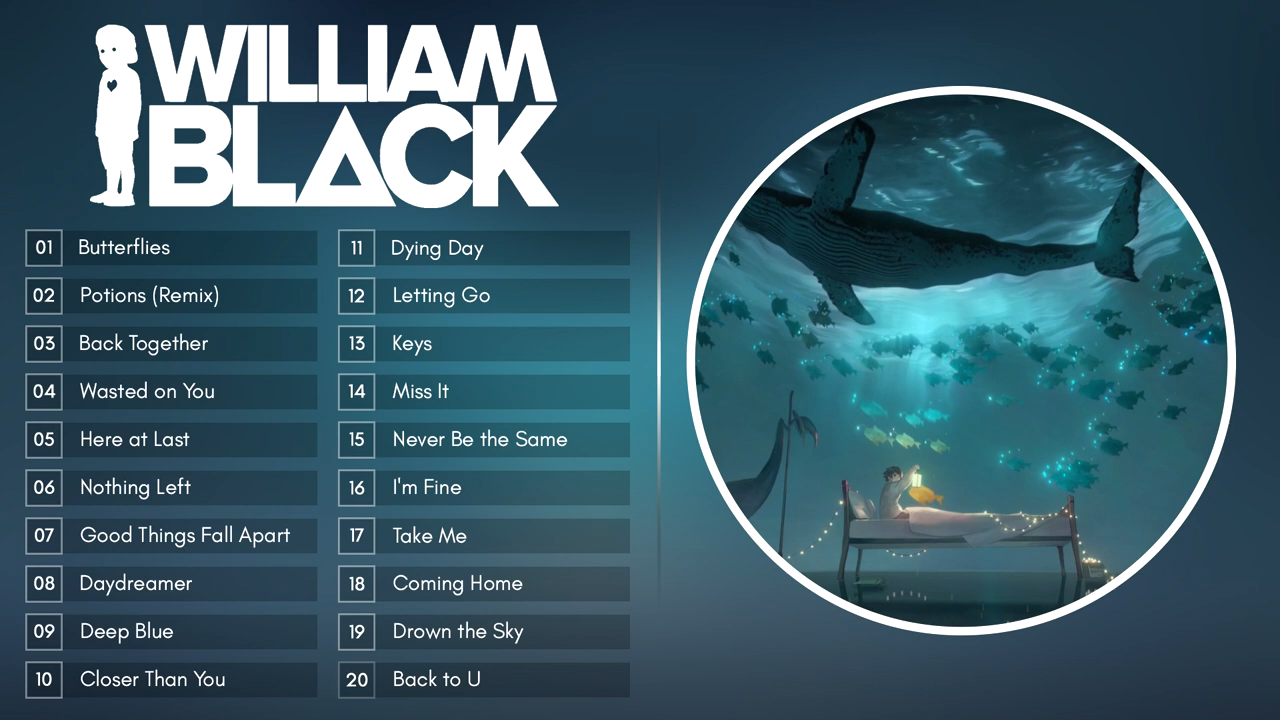 WILLIAM
BLACK
01 Butterflies
02 Potions (Remix)
03 Back Together
04 Wasted on You
05 Here at Last
06 Nothing Left
07 Good Things Fall Apart
08 Daydreamer
09 Deep Blue
10 Closer Than You
11 Dying Day
12 Letting Go
13 Keys
14 Miss It
15 Never Be the Same
16 I'm Fine
17 Take Me
18 Coming Home
19 Drown the Sky
20 Back to U